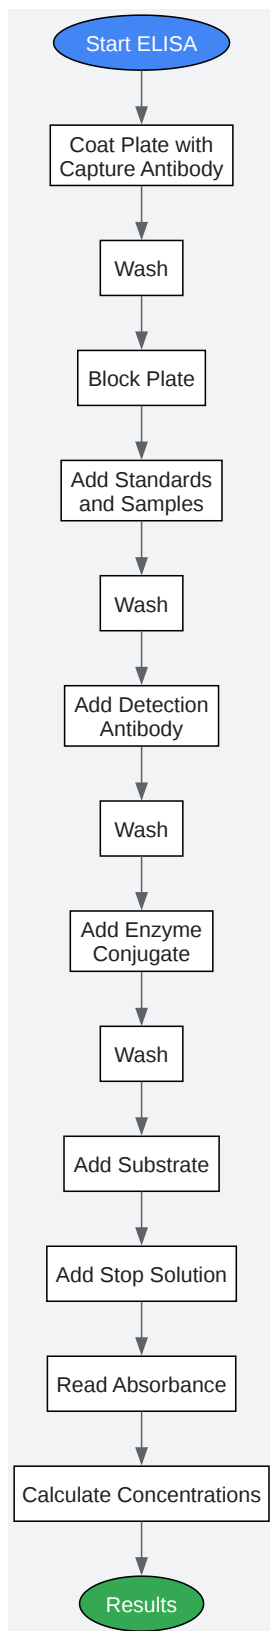 Start ELISA
Coat Plate with
Capture Antibody
Wash
Block Plate
Add Standards
and Samples
Wash
Add Detection
Antibody
Wash
Add Enzyme
Conjugate
Wash
Add Substrate
Add Stop Solution
Read Absorbance
Calculate Concentrations
Results